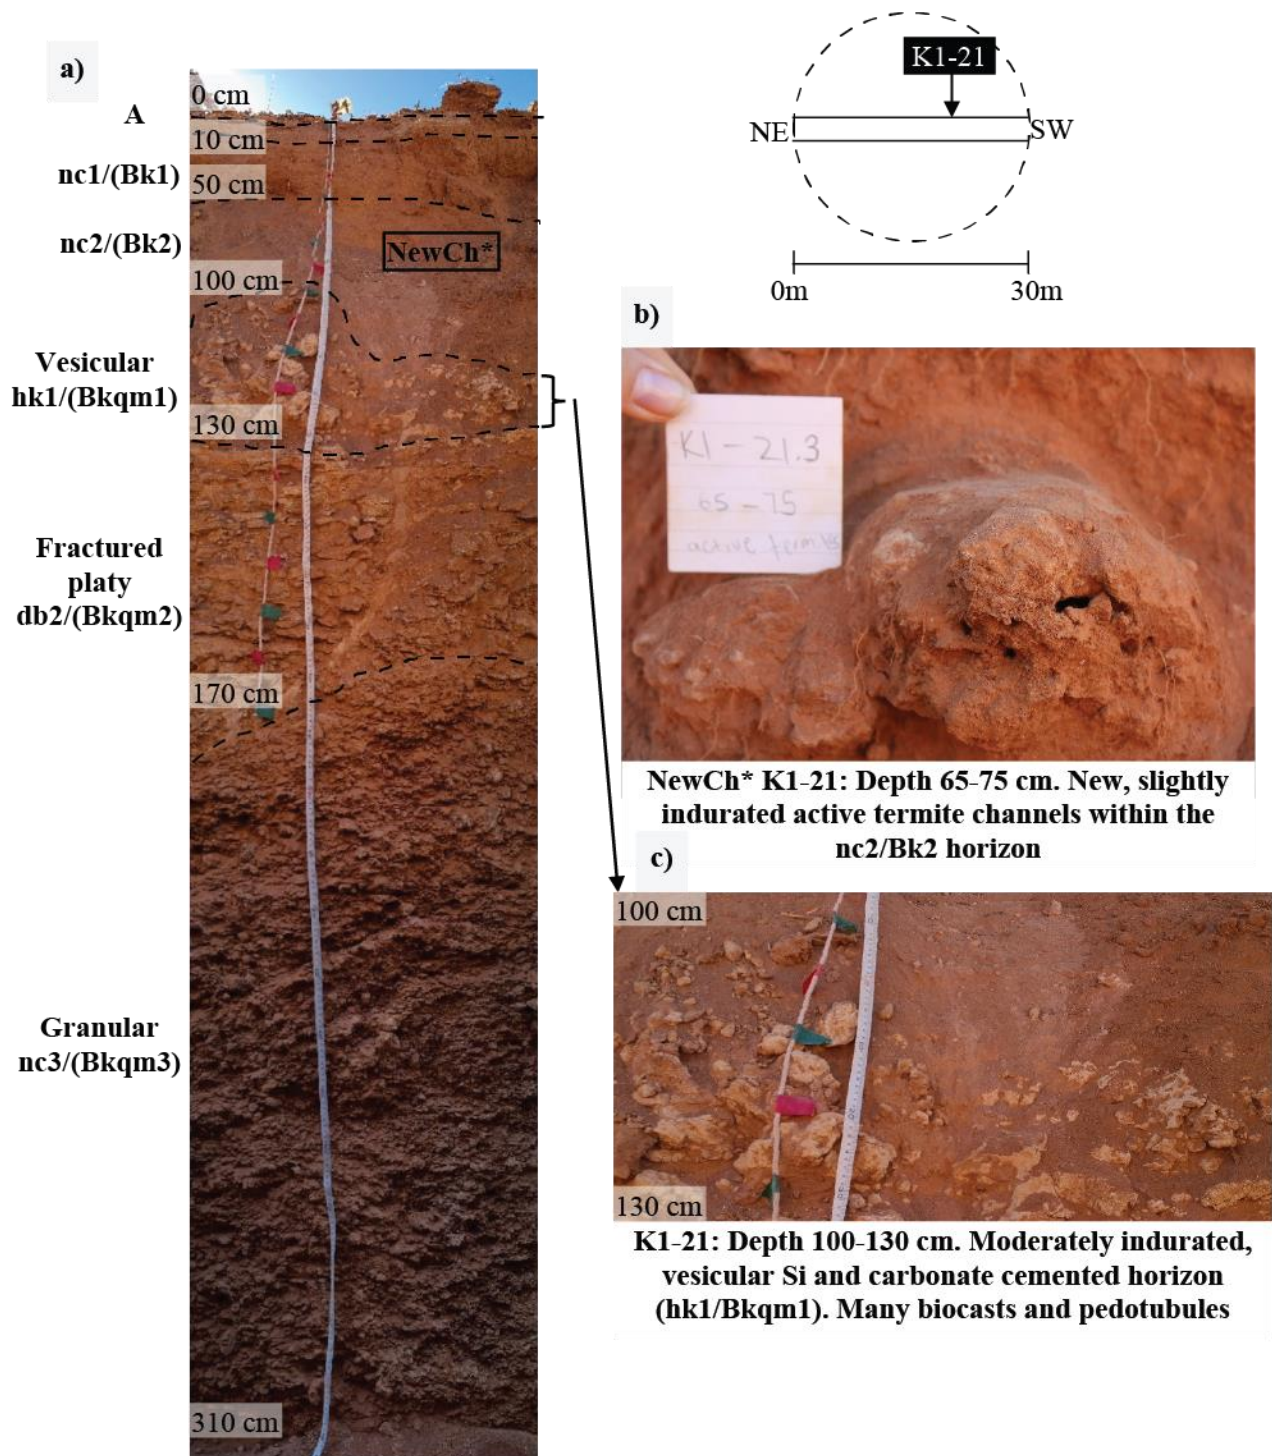 a)
0 cm
A
10 cm
nc1/(Bk1)
50 cm
nc2/(Bk2)
NewCh*
100 cm
Vesicular
hk1/(Bkqm1)
130 cm
Fractured
platy
db2/(Bkqm2)
170 cm
Granular
nc3/(Bkqm3)
310 cm
K1-21
NE
SW
0m
30m
b)
K1-21.3
65-75
active
NewCh* K1-21: Depth 65-75 cm. New, slightly
indurated active termite channels within the
nc2/Bk2 horizon
c)
100 cm
130 cm
K1-21: Depth 100-130 cm. Moderately indurated,
vesicular Si and carbonate cemented horizon
(hk1/Bkqm1). Many biocasts and pedotubules